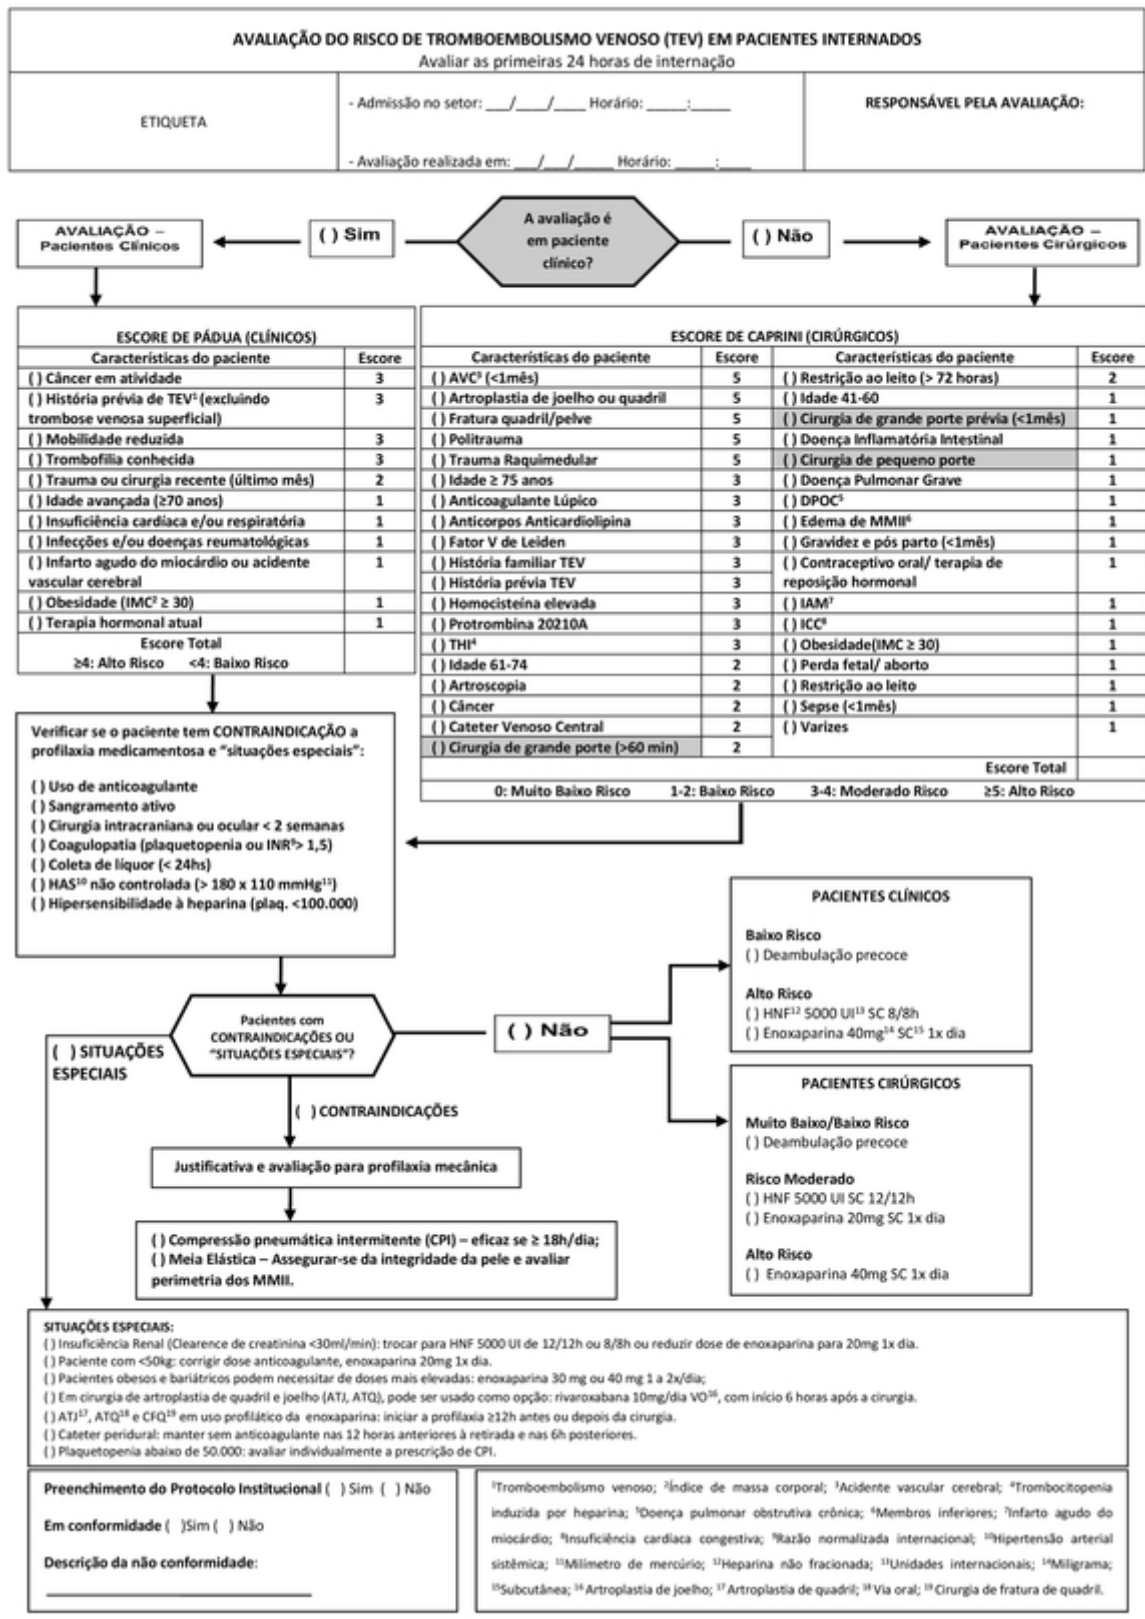 AVALIAÇÃO DO RISCO DE TROMBOEMBOLISMO VENOSO (TEV) EM PACIENTES INTERNADOS
Avaliar as primeiras 24 horas de internação
ETIQUETA
- Admissão no setor: ___/____/____ Horário: _____:_____
- Avaliação realizada em: ___/___/_____ Horário: _____:____
RESPONSÁVEL PELA AVALIAÇÃO:
A avaliação é
em paciente
clínico?
( ) Sim
( ) Não
AVALIAÇÃO –
Pacientes Clínicos
AVALIAÇÃO –
Pacientes Cirúrgicos
ESCORE DE PÁDUA (CLÍNICOS)
Características do paciente Escore
( ) Câncer em atividade 3
( ) História prévia de TEV¹ (excluindo 3
trombose venosa superficial)
( ) Mobilidade reduzida 3
( ) Trombofilia conhecida 3
( ) Trauma ou cirurgia recente (último mês) 2
( ) Idade avançada (≥70 anos) 1
( ) Insuficiência cardíaca e/ou respiratória 1
( ) Infecções e/ou doenças reumatológicas 1
( ) Infarto agudo do miocárdio ou acidente 1
vascular cerebral
( ) Obesidade (IMC² ≥ 30) 1
( ) Terapia hormonal atual 1
Escore Total
≥4: Alto Risco <4: Baixo Risco
ESCORE DE CAPRINI (CIRÚRGICOS)
Características do paciente Escore Características do paciente Escore
( ) AVC³ (<1mês) 5 ( ) Restrição ao leito (> 72 horas) 2
( ) Artroplastia de joelho ou quadril 5 ( ) Idade 41-60 1
( ) Fratura quadril/pelve 5 ( ) Cirurgia de grande porte prévia (<1mês) 1
( ) Politrauma 5 ( ) Doença Inflamatória Intestinal 1
( ) Trauma Raquimedular 5 ( ) Cirurgia de pequeno porte 1
( ) Idade ≥ 75 anos 3 ( ) Doença Pulmonar Grave 1
( ) Anticoagulante Lúpico 3 ( ) DPOC⁵ 1
( ) Anticorpos Anticardiolipina 3 ( ) Edema de MMII⁶ 1
( ) Fator V de Leiden 3 ( ) Gravidez e pós parto (<1mês) 1
( ) História familiar TEV 3 ( ) Contraceptivo oral/ terapia de 1
( ) História prévia TEV 3 reposição hormonal
( ) Homocisteína elevada 3 ( ) IAM⁷ 1
( ) Protrombina 20210A 3 ( ) ICC⁸ 1
( ) THI⁴ 3 ( ) Obesidade(IMC ≥ 30) 1
( ) Idade 61-74 2 ( ) Perda fetal/ aborto 1
( ) Artroscopia 2 ( ) Restrição ao leito 1
( ) Câncer 2 ( ) Sepse (<1mês) 1
( ) Cateter Venoso Central 2 ( ) Varizes 1
( ) Cirurgia de grande porte (>60 min) 2
Escore Total
0: Muito Baixo Risco 1-2: Baixo Risco 3-4: Moderado Risco ≥5: Alto Risco
Verificar se o paciente tem CONTRAINDICAÇÃO a
profilaxia medicamentosa e “situações especiais”:
( ) Uso de anticoagulante
( ) Sangramento ativo
( ) Cirurgia intracraniana ou ocular < 2 semanas
( ) Coagulopatia (plaquetopenia ou INR⁹> 1,5)
( ) Coleta de líquor (< 24hs)
( ) HAS¹⁰ não controlada (> 180 x 110 mmHg¹¹)
( ) Hipersensibilidade à heparina (plaq. <100.000)
Pacientes com
CONTRAINDICAÇÕES OU
“SITUAÇÕES ESPECIAIS”?
( ) Não
( ) SITUAÇÕES
ESPECIAIS
( ) CONTRAINDICAÇÕES
Justificativa e avaliação para profilaxia mecânica
( ) Compressão pneumática intermitente (CPI) – eficaz se ≥ 18h/dia;
( ) Meia Elástica – Assegurar-se da integridade da pele e avaliar
perimetria dos MMII.
PACIENTES CLÍNICOS
Baixo Risco
( ) Deambulação precoce
Alto Risco
( ) HNF¹² 5000 UI¹³ SC 8/8h
( ) Enoxaparina 40mg¹⁴ SC¹⁵ 1x dia
PACIENTES CIRÚRGICOS
Muito Baixo/Baixo Risco
( ) Deambulação precoce
Risco Moderado
( ) HNF 5000 UI SC 12/12h
( ) Enoxaparina 20mg SC 1x dia
Alto Risco
( ) Enoxaparina 40mg SC 1x dia
SITUAÇÕES ESPECIAIS:
( ) Insuficiência Renal (Clearence de creatinina <30ml/min): trocar para HNF 5000 UI de 12/12h ou 8/8h ou reduzir dose de enoxaparina para 20mg 1x dia.
( ) Paciente com <50kg: corrigir dose anticoagulante, enoxaparina 20mg 1x dia.
( ) Pacientes obesos e bariátricos podem necessitar de doses mais elevadas: enoxaparina 30 mg ou 40 mg 1 a 2x/dia;
( ) Em cirurgia de artroplastia de quadril e joelho (ATJ, ATQ), pode ser usado como opção: rivaroxabana 10mg/dia VO¹⁶, com início 6 horas após a cirurgia.
( ) ATJ¹⁷, ATQ¹⁸ e CFQ¹⁹ em uso profilático da enoxaparina: iniciar a profilaxia ≥12h antes ou depois da cirurgia.
( ) Cateter peridural: manter sem anticoagulante nas 12 horas anteriores à retirada e nas 6h posteriores.
( ) Plaquetopenia abaixo de 50.000: avaliar individualmente a prescrição de CPI.
Preenchimento do Protocolo Institucional ( ) Sim ( ) Não
Em conformidade ( )Sim ( ) Não
Descrição da não conformidade:
¹Tromboembolismo venoso; ²Índice de massa corporal; ³Acidente vascular cerebral; ⁴Trombocitopenia
induzida por heparina; ⁵Doença pulmonar obstrutiva crônica; ⁶Membros inferiores; ⁷Infarto agudo do
miocárdio; ⁸Insuficiência cardíaca congestiva; ⁹Razão normalizada internacional; ¹⁰Hipertensão arterial
sistêmica; ¹¹Milímetro de mercúrio; ¹²Heparina não fracionada; ¹³Unidades internacionais; ¹⁴Miligrama;
¹⁵Subcutânea; ¹⁶ Artroplastia de joelho; ¹⁷ Artroplastia de quadril; ¹⁸ Via oral; ¹⁹ Cirurgia de fratura de quadril.